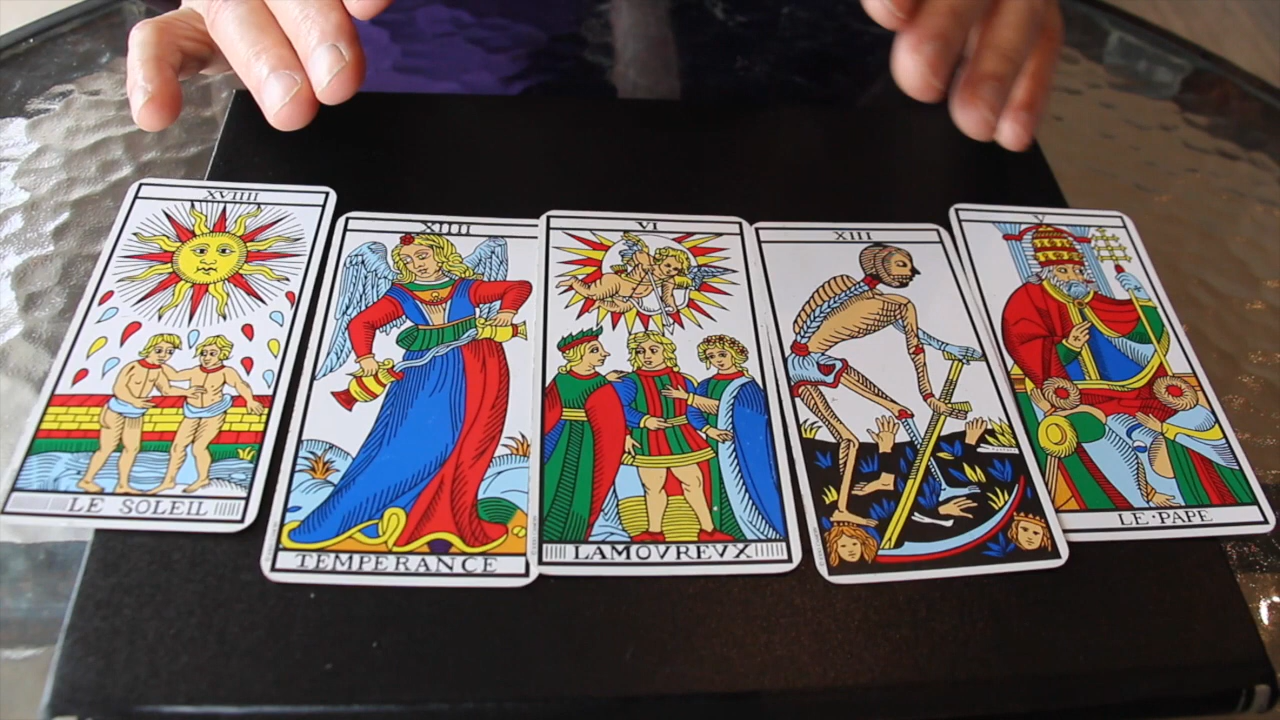 XVIIII
LE SOLEIL
XIIII
TEMPERANCE
VI
LAMOVREVX
XIII
V
LE·PAPE